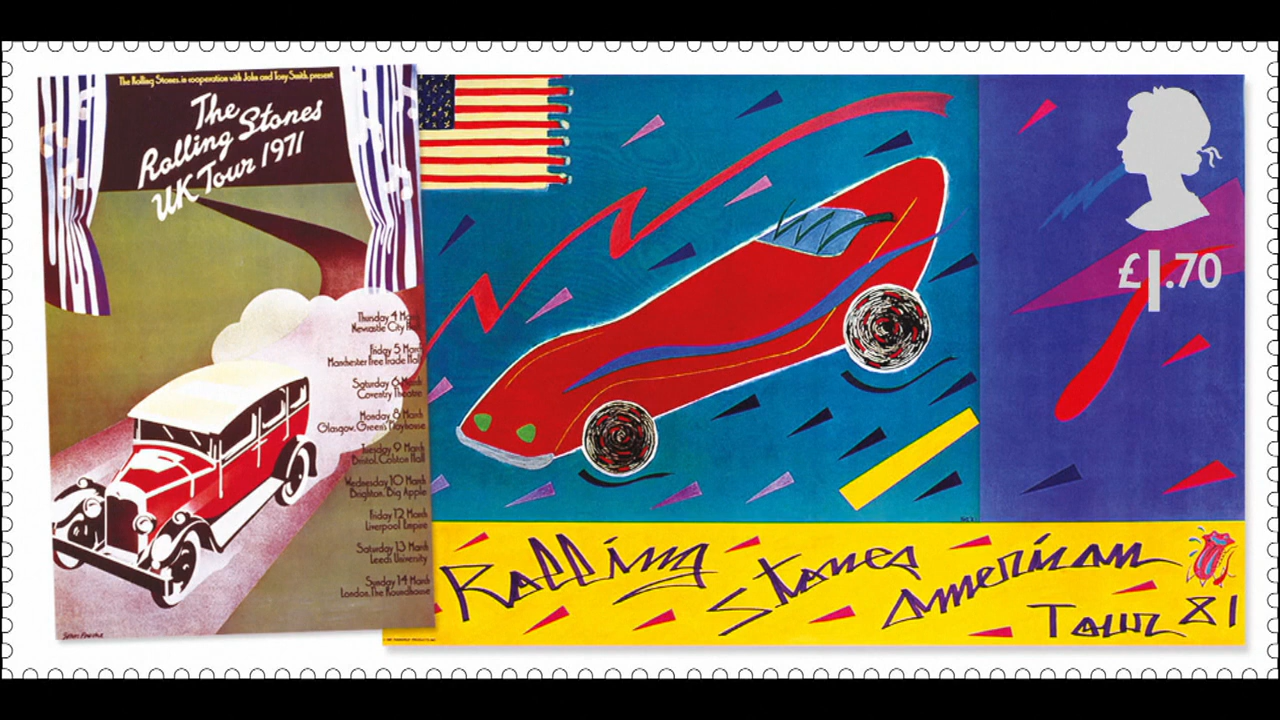 The Rolling Stones in cooperation with John and Tony Smith, present
The
Rolling Stones
UK Tour 1971
Thursday 4 March
Newcastle City Hall
Friday 5 March
Manchester Free Trade Hall
Saturday 6 March
Coventry Theatre
Monday 8 March
Glasgow, Green's Playhouse
Tuesday 9 March
Bristol, Colston Hall
Wednesday 10 March
Brighton, Big Apple
Friday 12 March
Liverpool Empire
Saturday 13 March
Leeds University
Sunday 14 March
London, The Roundhouse
£1.70
Rolling Stones American
Tour 81